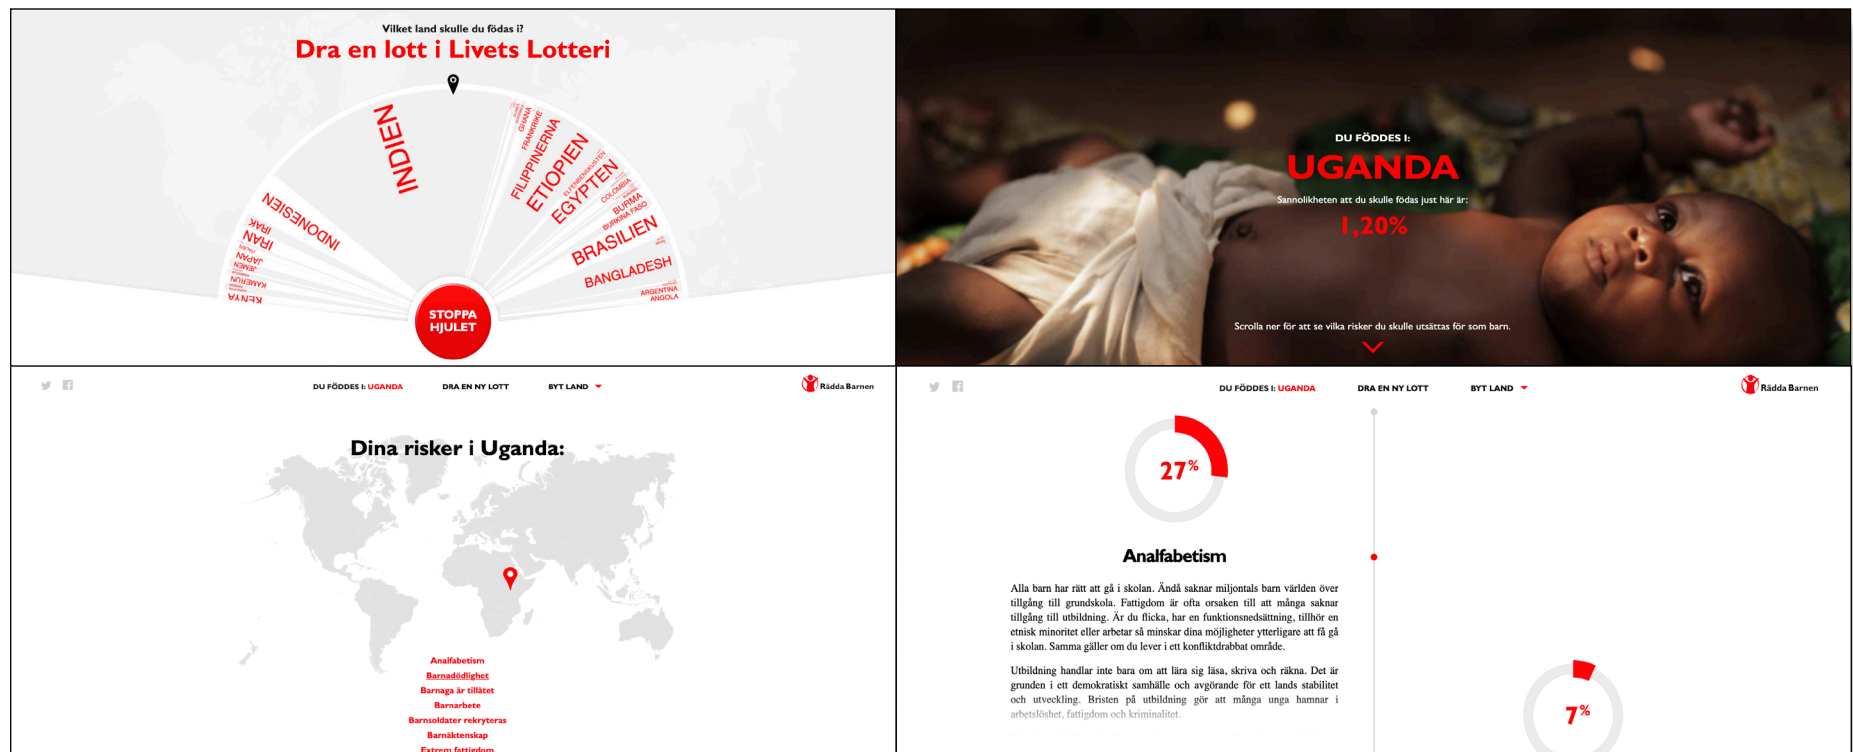 Vilket land skulle du födas i?
Dra en lott i Livets Lotteri
KENYA
KAMERUN
JEMEN
JAPAN
ITALIEN
IRAN
IRAK
INDONESIEN
INDIEN
GHANA
FRANKRIKE
FILIPPINERNA
ETIOPIEN
ELFENBENSKUSTEN
EGYPTEN
COLOMBIA
BURMA
BURKINA FASO
BRASILIEN
BANGLADESH
ARGENTINA
ANGOLA
STOPPA
HJULET
DU FÖDDES I:
UGANDA
Sannolikheten att du skulle födas just här är:
1,20%
Scrolla ner för att se vilka risker du skulle utsättas för som barn.
DU FÖDDES I: UGANDA DRA EN NY LOTT BYT LAND Rädda Barnen
Dina risker i Uganda:
Analfabetism
Barnadödlighet
Barnaga är tillåtet
Barnarbete
Barnsoldater rekryteras
Barnäktenskap
Extrem fattigdom
DU FÖDDES I: UGANDA DRA EN NY LOTT BYT LAND Rädda Barnen
27%
Analfabetism
Alla barn har rätt att gå i skolan. Ändå saknar miljontals barn världen över
tillgång till grundskola. Fattigdom är ofta orsaken till att många saknar
tillgång till utbildning. Är du flicka, har en funktionsnedsättning, tillhör en
etnisk minoritet eller arbetar så minskar dina möjligheter ytterligare att få gå
i skolan. Samma gäller om du lever i ett konfliktdrabbat område.
Utbildning handlar inte bara om att lära sig läsa, skriva och räkna. Det är
grunden i ett demokratiskt samhälle och avgörande för ett lands stabilitet
och utveckling. Bristen på utbildning gör att många unga hamnar i
arbetslöshet, fattigdom och kriminalitet.
7%